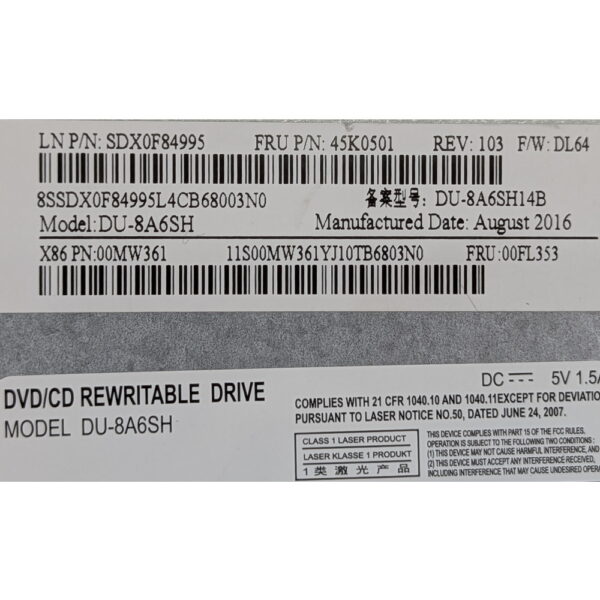 LN P/N: SDX0F84995 FRU P/N: 45K0501 REV: 103 F/W: DL64
8SSDX0F84995L4CB68003N0 备案型号: DU-8A6SH14B
Model:DU-8A6SH Manufactured Date: August 2016
X86 PN:00MW361 11S00MW361YJ10TB6803N0 FRU:00FL353
DC 5V 1.5A
DVD/CD REWRITABLE DRIVE
MODEL DU-8A6SH
COMPLIES WITH 21 CFR 1040.10 AND 1040.11EXCEPT FOR DEVIATIO
PURSUANT TO LASER NOTICE NO.50, DATED JUNE 24, 2007.
CLASS 1 LASER PRODUCT
LASER KLASSE 1 PRODUKT
1 类 激 光 产 品
THIS DEVICE COMPLIES WITH PART 15 OF THE FCC RULES.
OPERATION IS SUBJECT TO THE FOLLOWING TWO CONDITIONS :
(1) THIS DEVICE MAY NOT CAUSE HARMFUL INTERFERENCE, AND
(2) THIS DEVICE MUST ACCEPT ANY INTERFERENCE RECEIVED,
INCLUDING INTERFERENCE THAT MAY CAUSE UNDESIRED OPERA